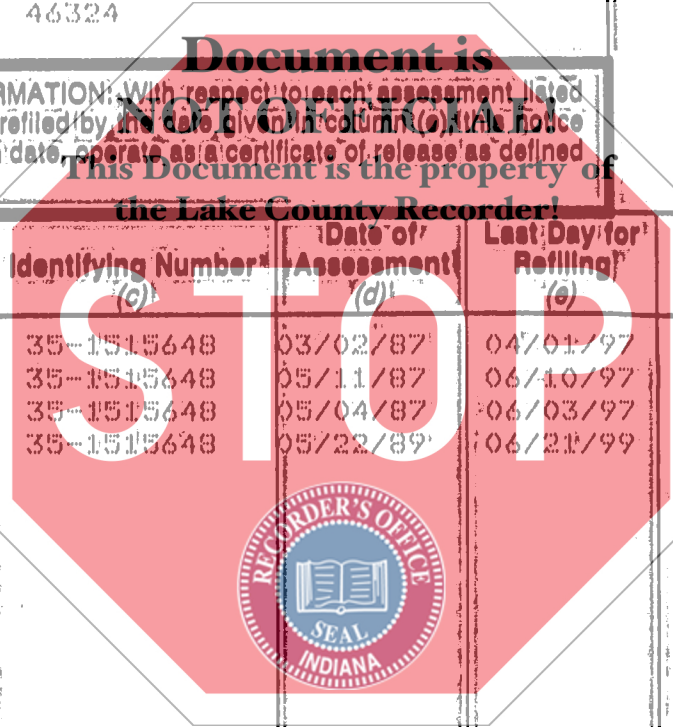 46324
Document is
RMATION: With respect to each assessment listed
NOT OFFICIAL!
refiled by the date given in column (e), this notice
date, operate as a certificate of release as defined
This Document is the property of
the Lake County Recorder!
Identifying Number
(c)
Date of
Assessment
(d)
Last Day for
Refiling
(e)
35-1515648 03/02/87 04/01/97
35-1515648 05/11/87 06/10/97
35-1515648 05/04/87 06/03/97
35-1515648 05/22/89 06/21/99
STOP
RECORDER'S OFFICE
SEAL
INDIANA